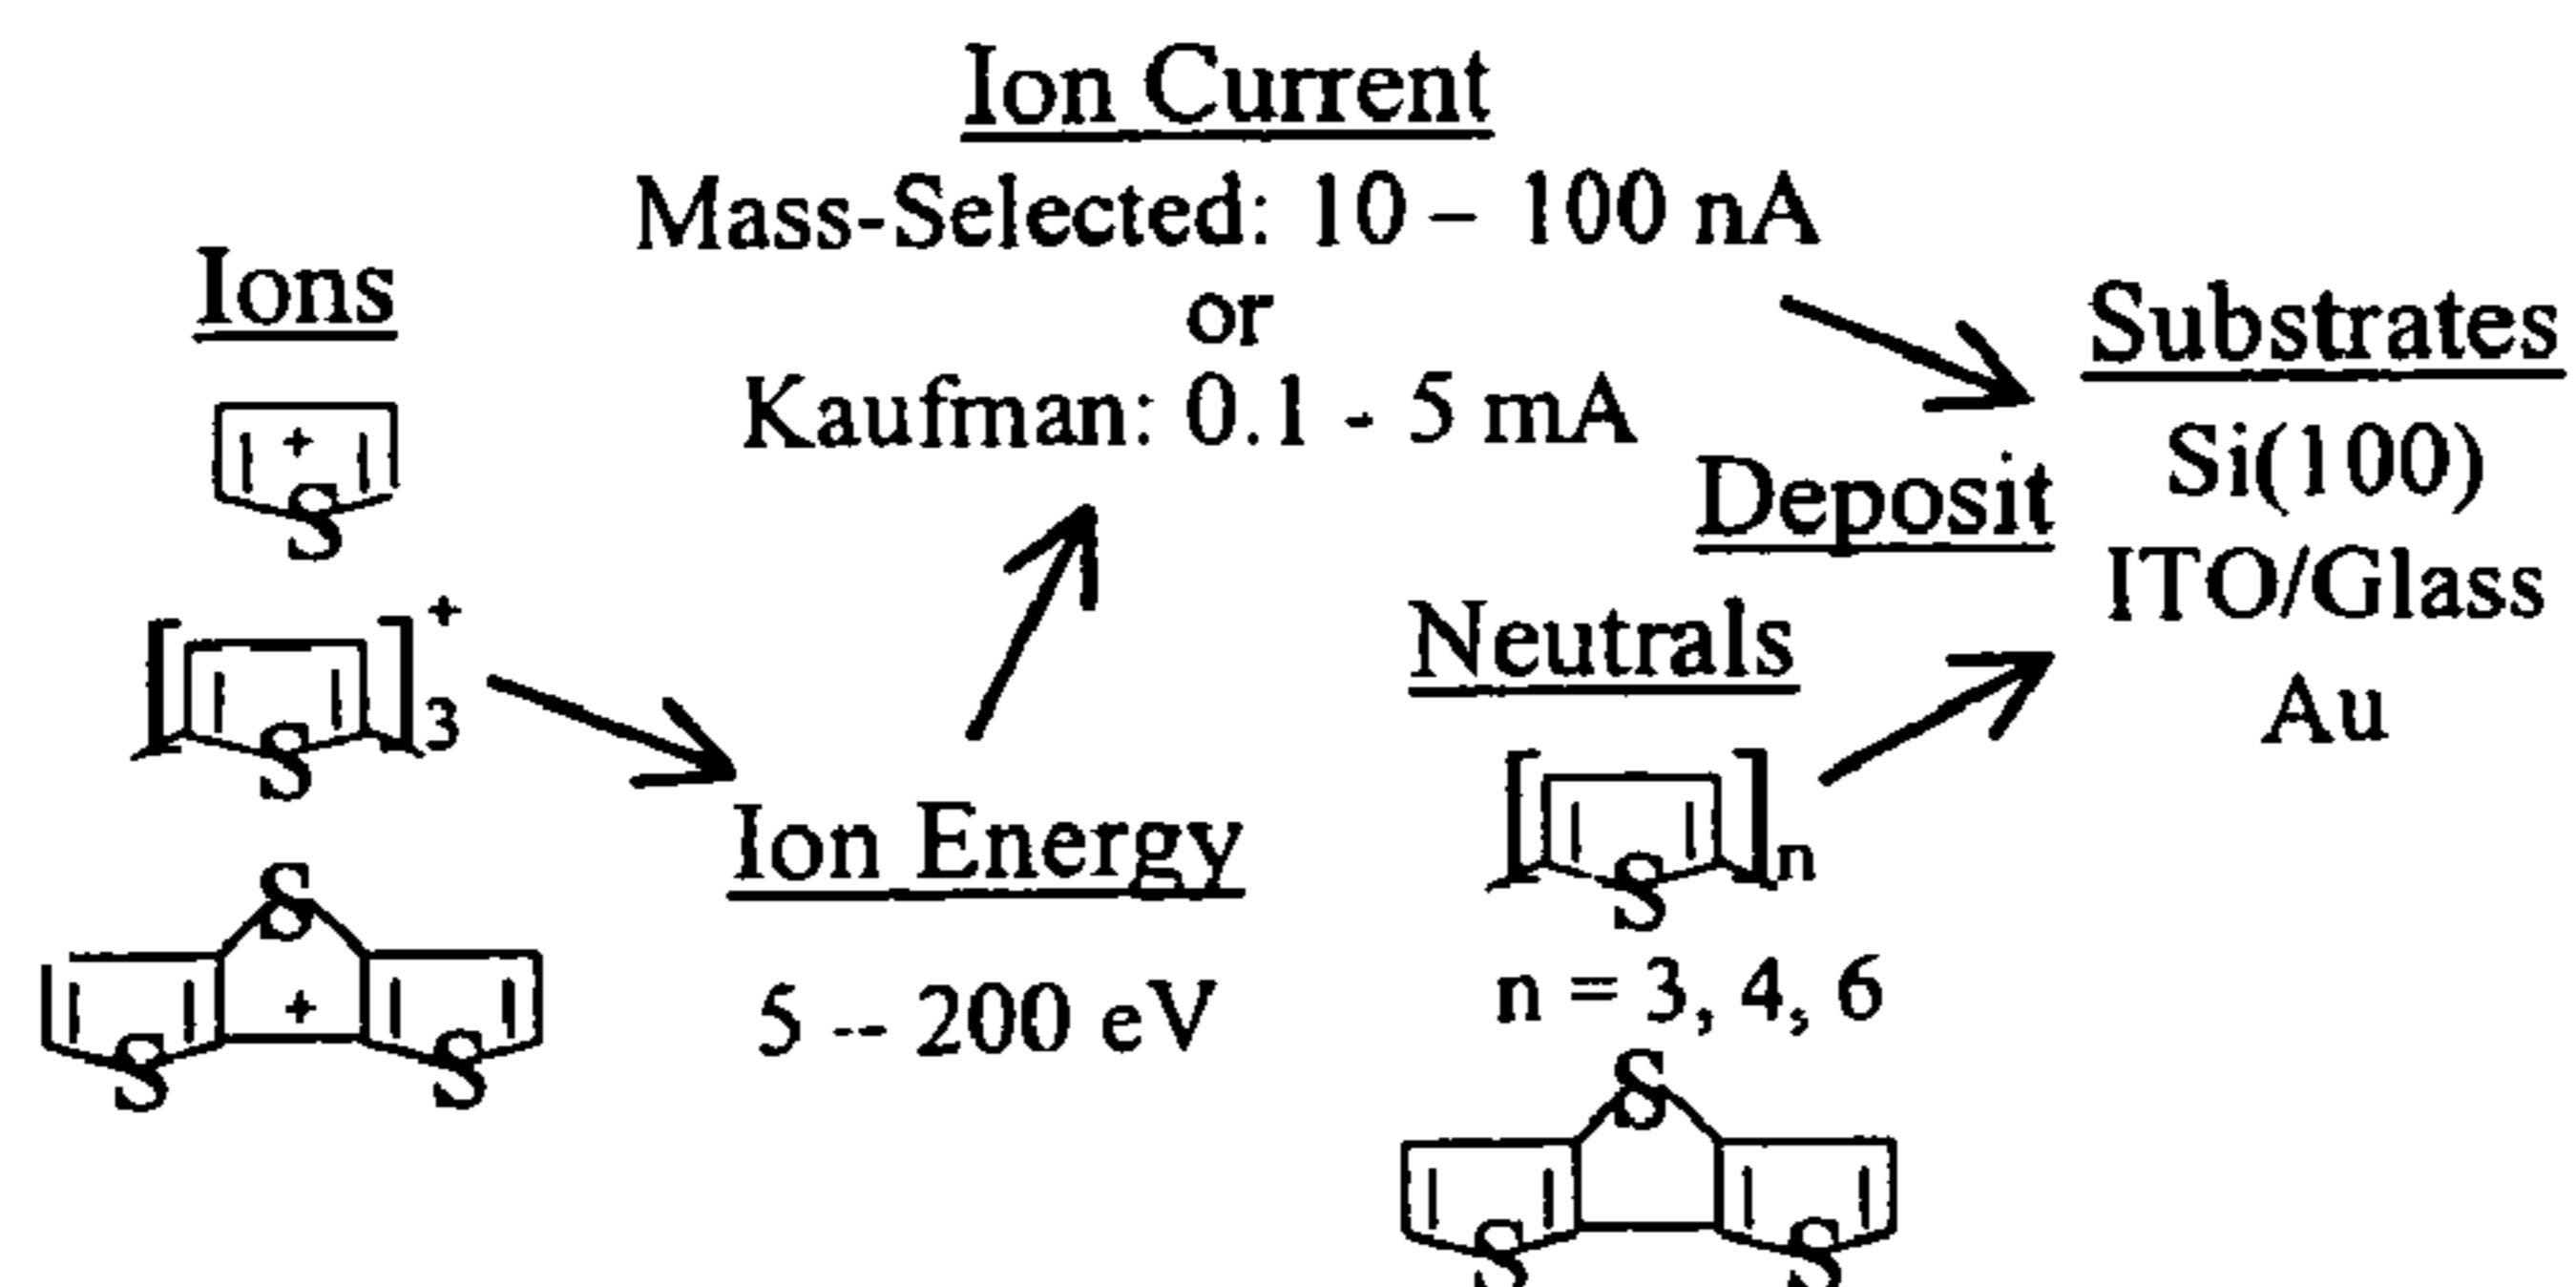 Ion Current
Mass-Selected: 10 – 100 nA
or
Kaufman: 0.1 - 5 mA
Ions
+
S
[
S
]3+
S
+
S
S
Ion Energy
5 -- 200 eV
Deposit
Neutrals
[
S
]n
n = 3, 4, 6
S
S
S
Substrates
Si(100)
ITO/Glass
Au